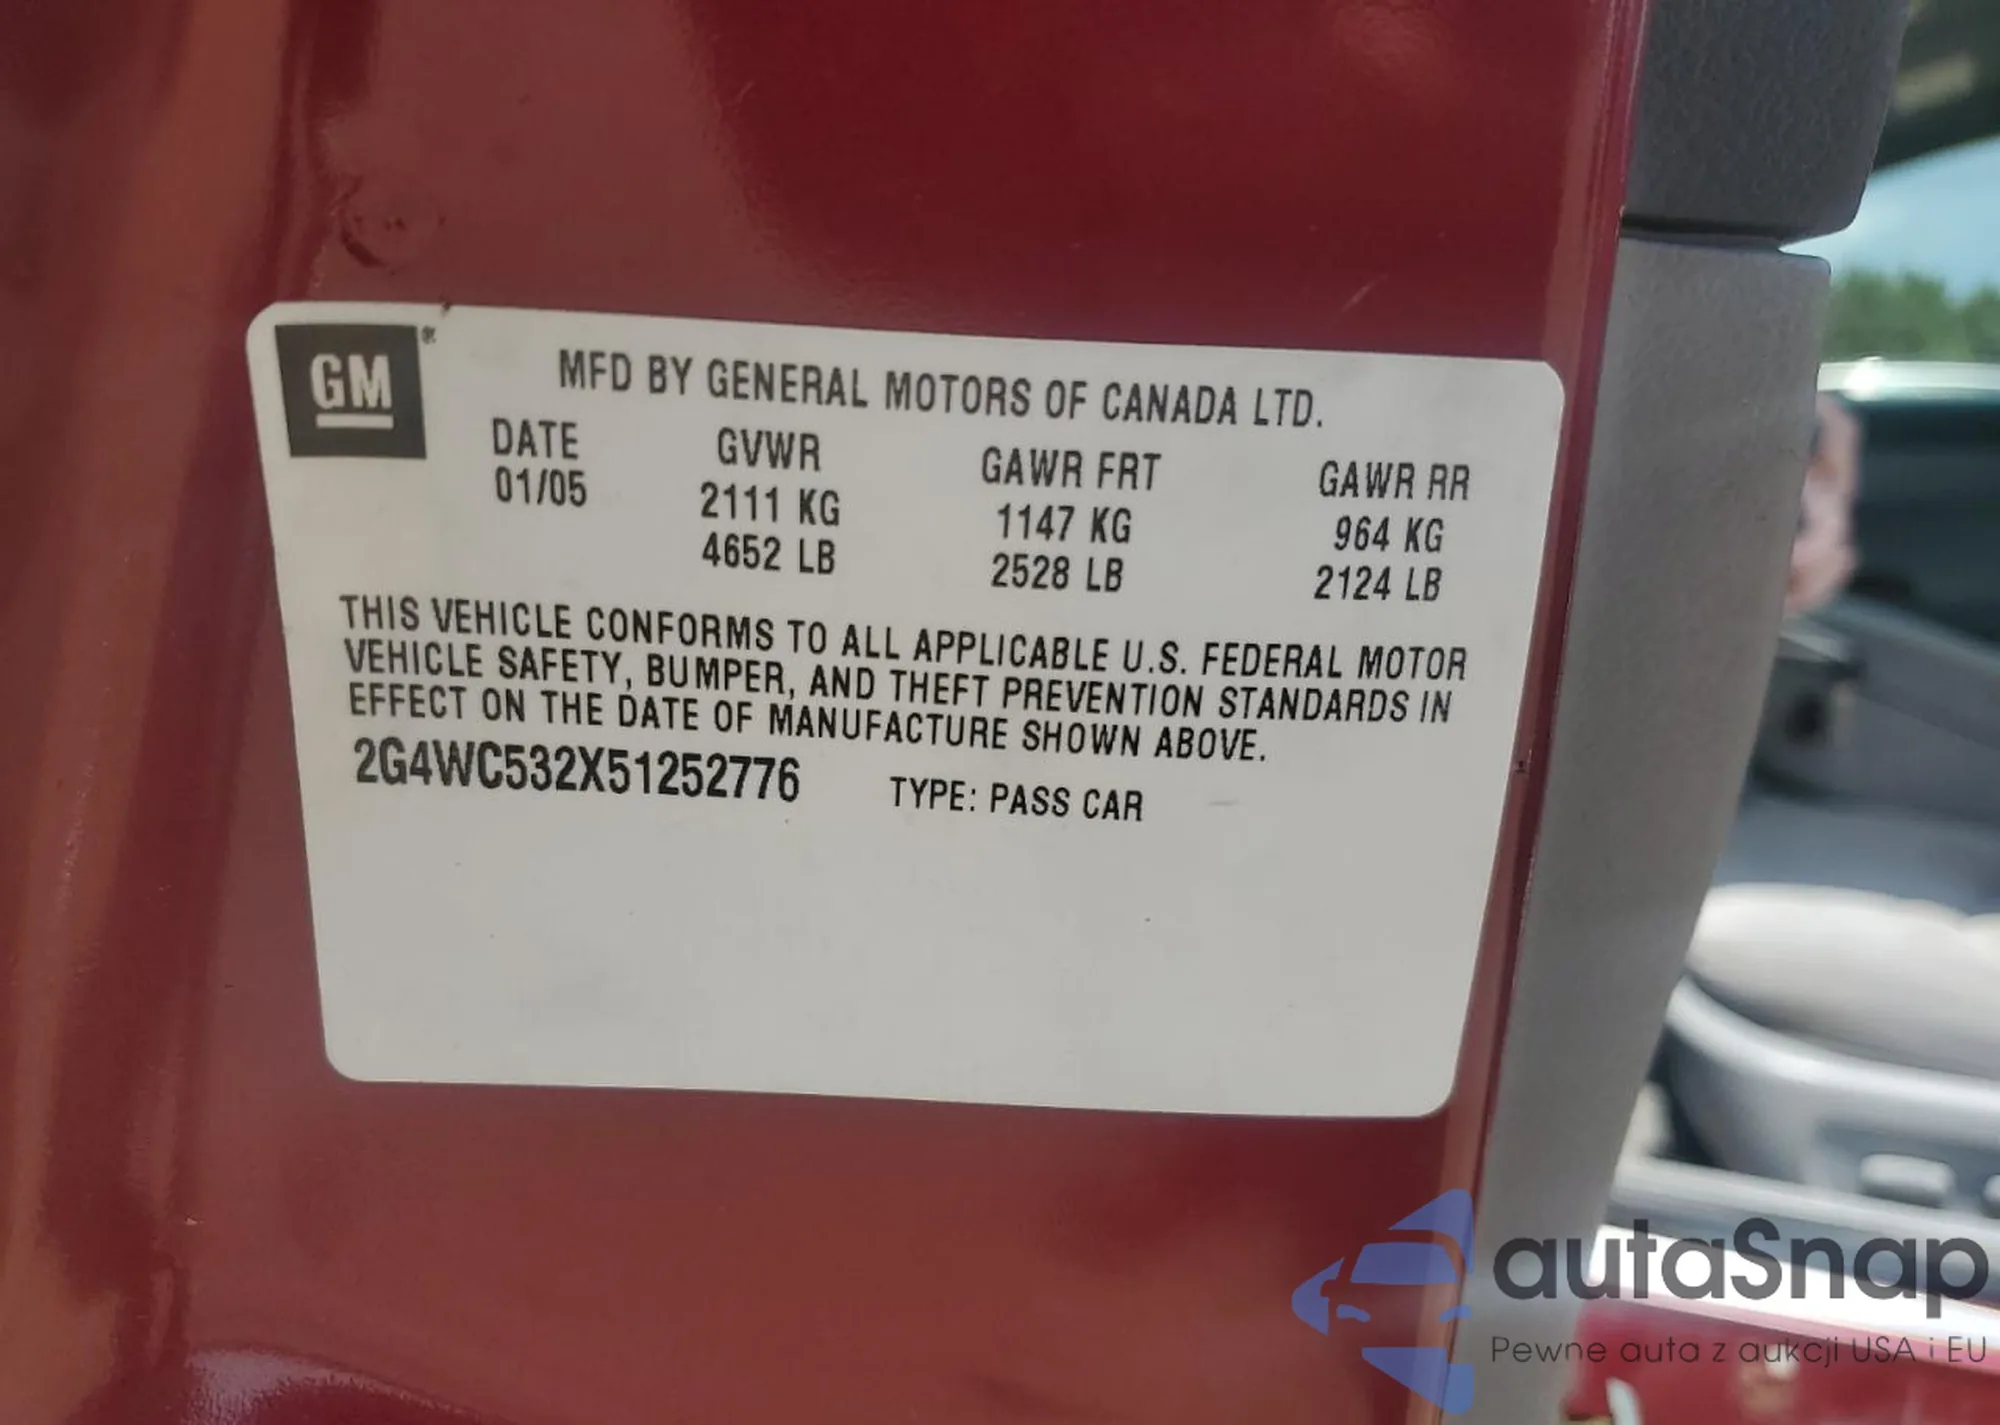 GM®
MFD BY GENERAL MOTORS OF CANADA LTD.
DATE GVWR GAWR FRT GAWR RR
01/05 2111 KG 1147 KG 964 KG
4652 LB 2528 LB 2124 LB
THIS VEHICLE CONFORMS TO ALL APPLICABLE U.S. FEDERAL MOTOR
VEHICLE SAFETY, BUMPER, AND THEFT PREVENTION STANDARDS IN
EFFECT ON THE DATE OF MANUFACTURE SHOWN ABOVE.
2G4WC532X51252776 TYPE: PASS CAR
autaSnap
Pewne auta z aukcji USA i EU